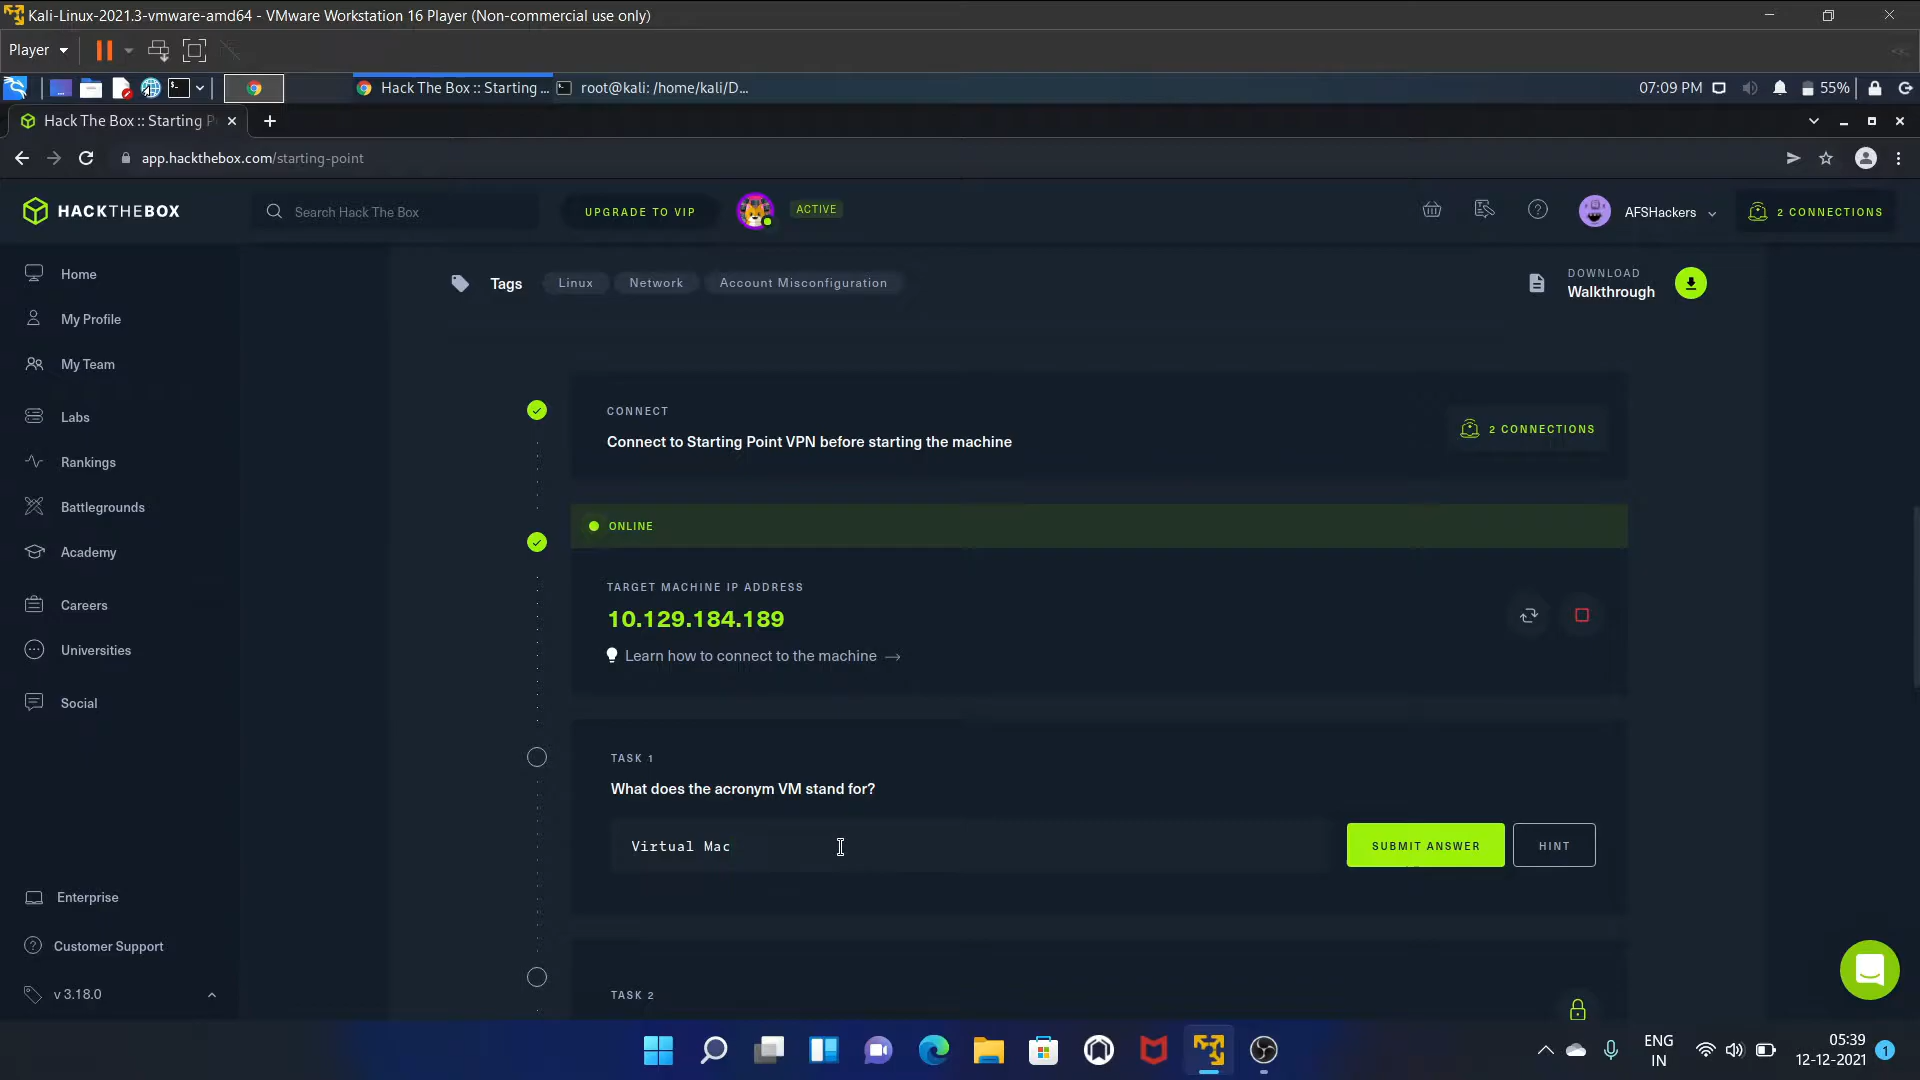 Kali-Linux-2021.3-vmware-amd64 - VMware Workstation 16 Player (Non-commercial use only)
Player
Hack The Box :: Starting ...
root@kali: /home/kali/D...
07:09 PM
55%
Hack The Box :: Starting P
app.hackthebox.com/starting-point
HACKTHEBOX
Search Hack The Box
UPGRADE TO VIP
ACTIVE
AFSHackers
2 CONNECTIONS
Home
My Profile
My Team
Labs
Rankings
Battlegrounds
Academy
Careers
Universities
Social
Enterprise
Customer Support
v 3.18.0
Tags
Linux
Network
Account Misconfiguration
DOWNLOAD
Walkthrough
CONNECT
Connect to Starting Point VPN before starting the machine
2 CONNECTIONS
ONLINE
TARGET MACHINE IP ADDRESS
10.129.184.189
Learn how to connect to the machine →
TASK 1
What does the acronym VM stand for?
Virtual Mac
SUBMIT ANSWER
HINT
TASK 2
ENG
IN
05:39
12-12-2021
1